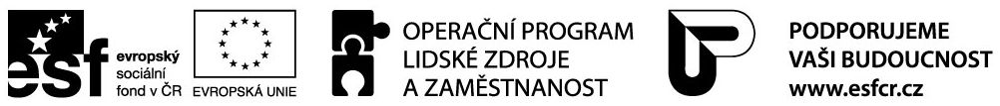 esf
evropský
sociální
fond v ČR
EVROPSKÁ UNIE
OPERAČNÍ PROGRAM
LIDSKÉ ZDROJE
A ZAMĚSTNANOST
PODPORUJEME
VAŠI BUDOUCNOST
www.esfcr.cz